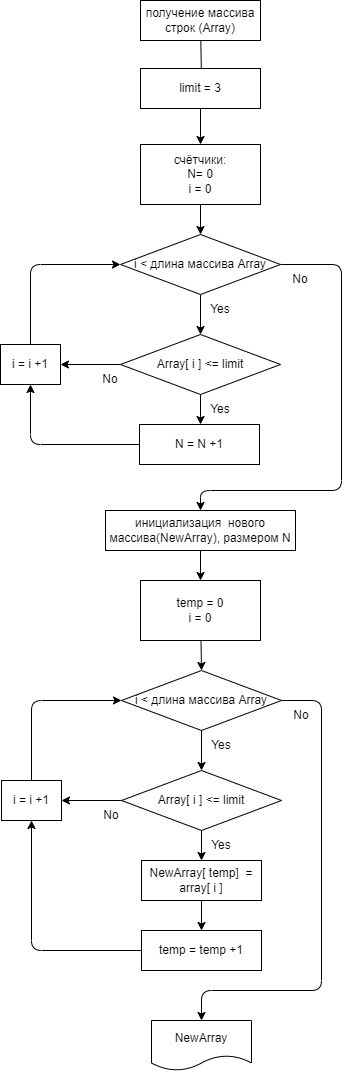 получение массива
строк (Array)
limit = 3
счётчики:
N= 0
i = 0
i < длина массива Array
No
Yes
Array[ i ] <= limit
i = i +1
No
Yes
N = N +1
инициализация нового
массива(NewArray), размером N
temp = 0
i = 0
i < длина массива Array
No
Yes
Array[ i ] <= limit
i = i +1
No
Yes
NewArray[ temp] =
array[ i ]
temp = temp +1
NewArray